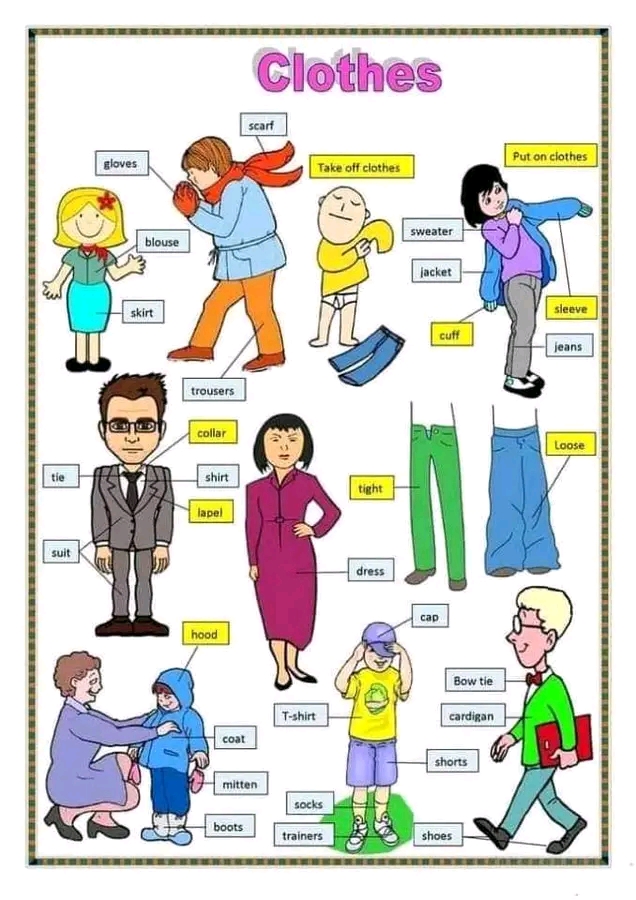 Clothes
scarf
gloves
Take off clothes
Put on clothes
blouse
sweater
jacket
skirt
sleeve
cuff
jeans
trousers
collar
Loose
tie
shirt
tight
lapel
suit
dress
cap
hood
Bow tie
T-shirt
cardigan
coat
shorts
mitten
socks
boots
trainers
shoes